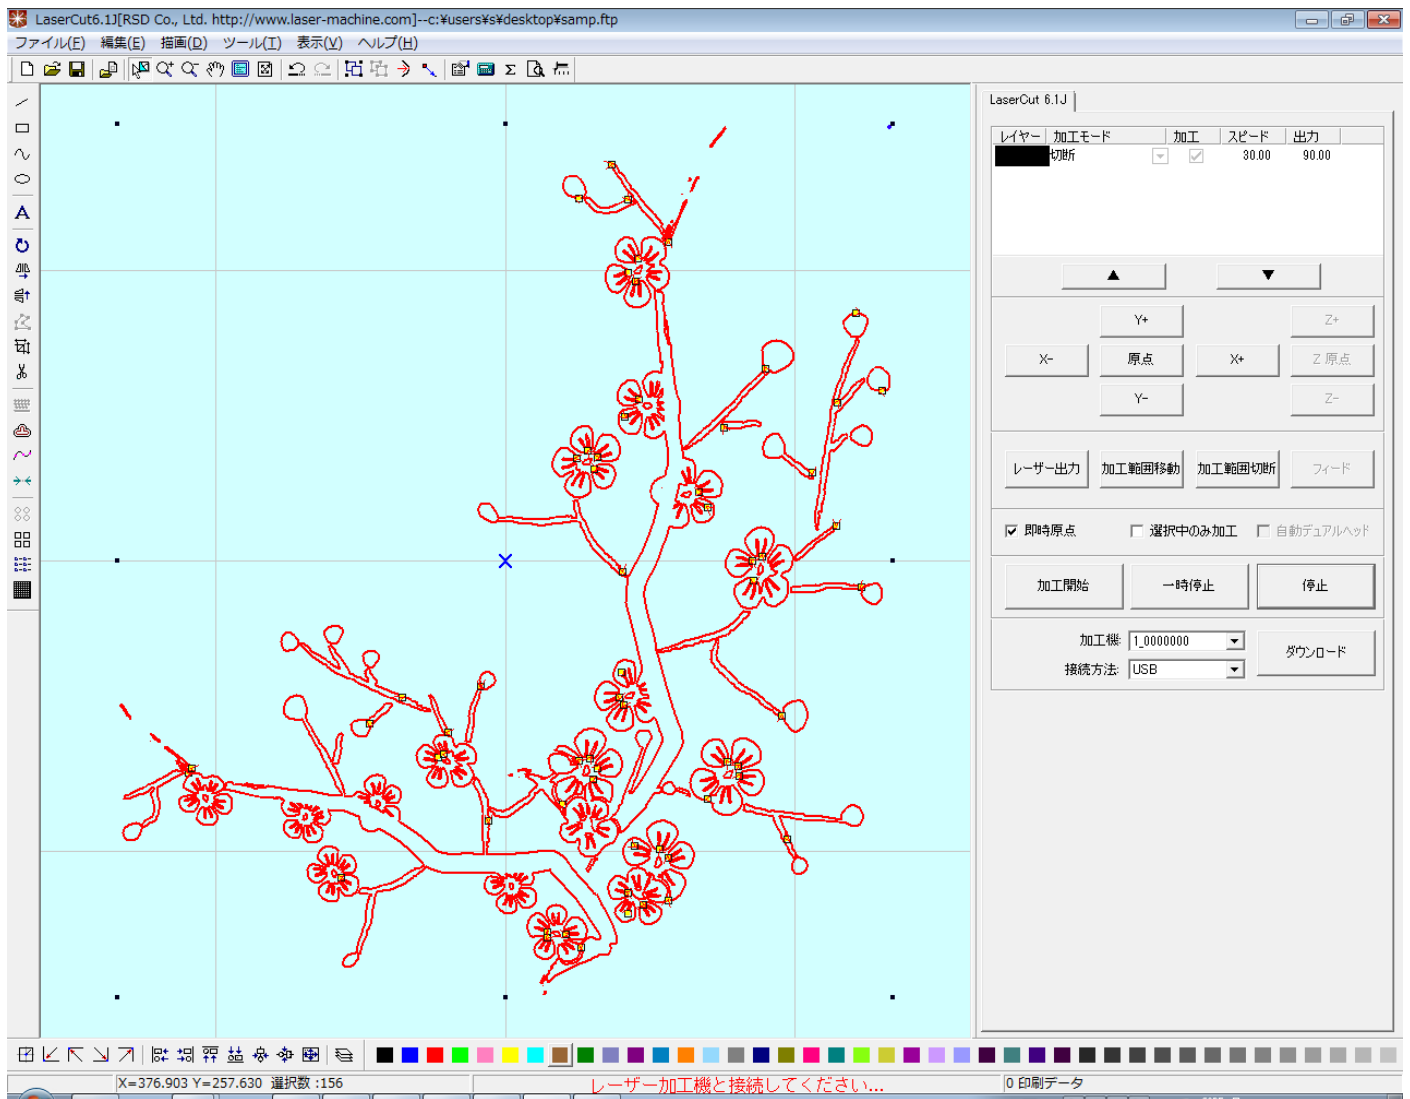 LaserCut6.1J[RSD Co., Ltd. http://www.laser-machine.com]--c:¥users¥s¥desktop¥samp.ftp
ファイル(F) 編集(E) 描画(D) ツール(T) 表示(V) ヘルプ(H)
LaserCut 6.1J
レイヤー 加工モード 加工 スピード 出力
切断 30.00 90.00
▲ ▼
Y+ Z+
X- 原点 X+ Z 原点
Y- Z-
レーザー出力 加工範囲移動 加工範囲切断 フィード
即時原点 選択中のみ加工 自動デュアルヘッド
加工開始 一時停止 停止
加工機: 1_0000000
ダウンロード
接続方法: USB
X=376.903 Y=257.630 選択数 :156 レーザー加工機と接続してください... 0 印刷データ